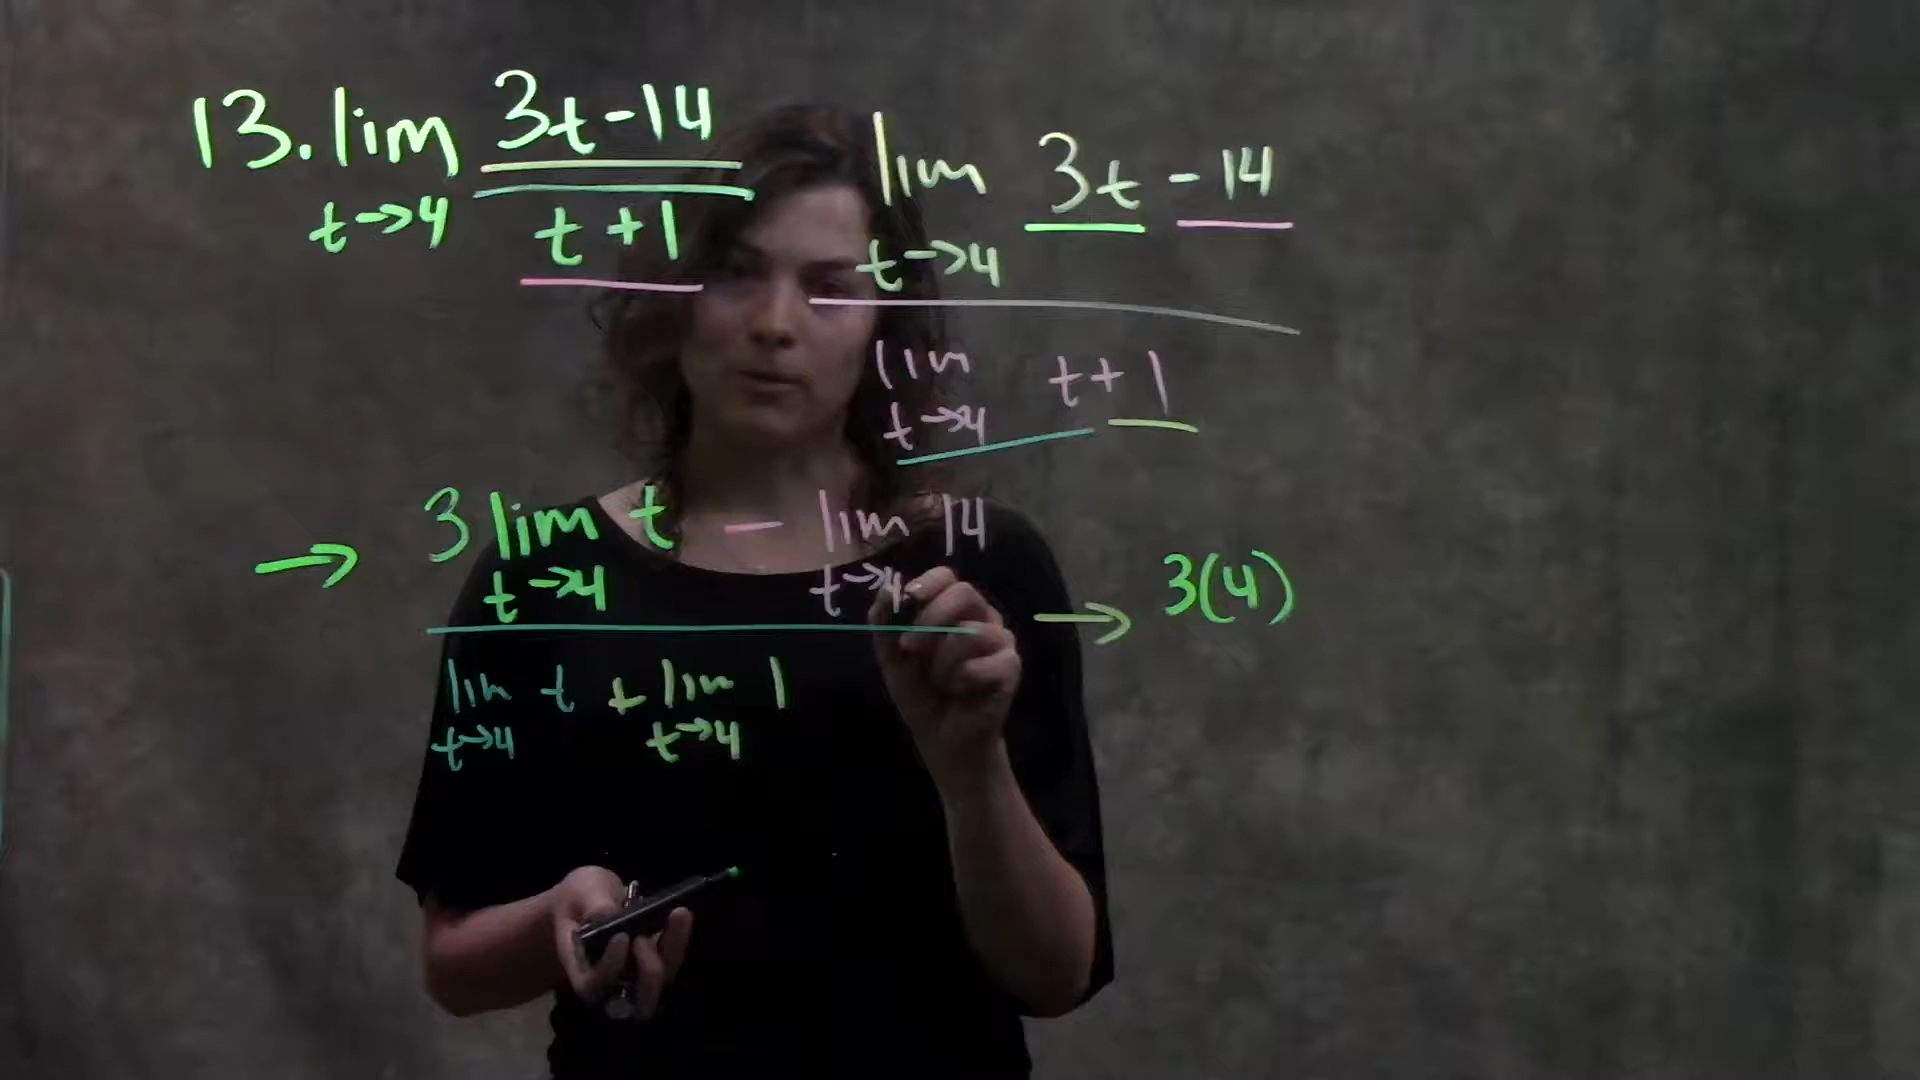 13. lim 3t-14
t→4 t+1
lim 3t - 14
t→4
lim t+1
t→4
→ 3 lim t - lim 14
t→4 t→4
lim t + lim 1
t→4 t→4
→ 3(4)